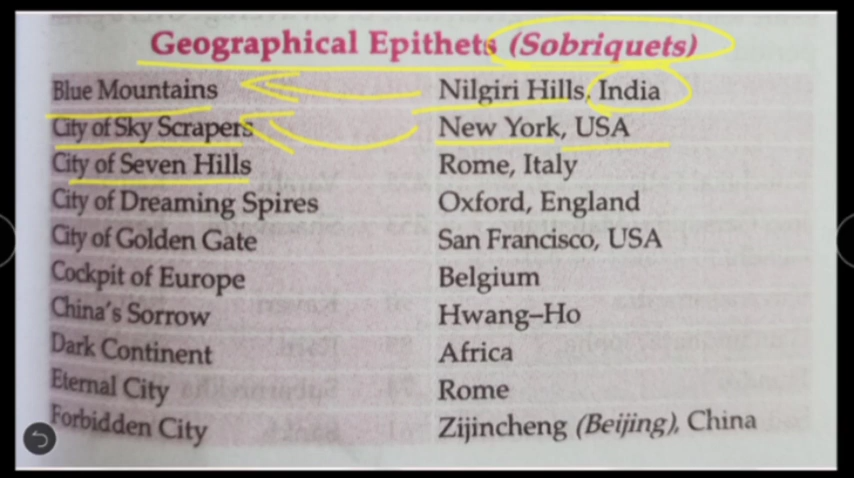 Geographical Epithets (Sobriquets)
Blue Mountains Nilgiri Hills, India
City of Sky Scrapers New York, USA
City of Seven Hills Rome, Italy
City of Dreaming Spires Oxford, England
City of Golden Gate San Francisco, USA
Cockpit of Europe Belgium
China's Sorrow Hwang–Ho
Dark Continent Africa
Eternal City Rome
Forbidden City Zijincheng (Beijing), China